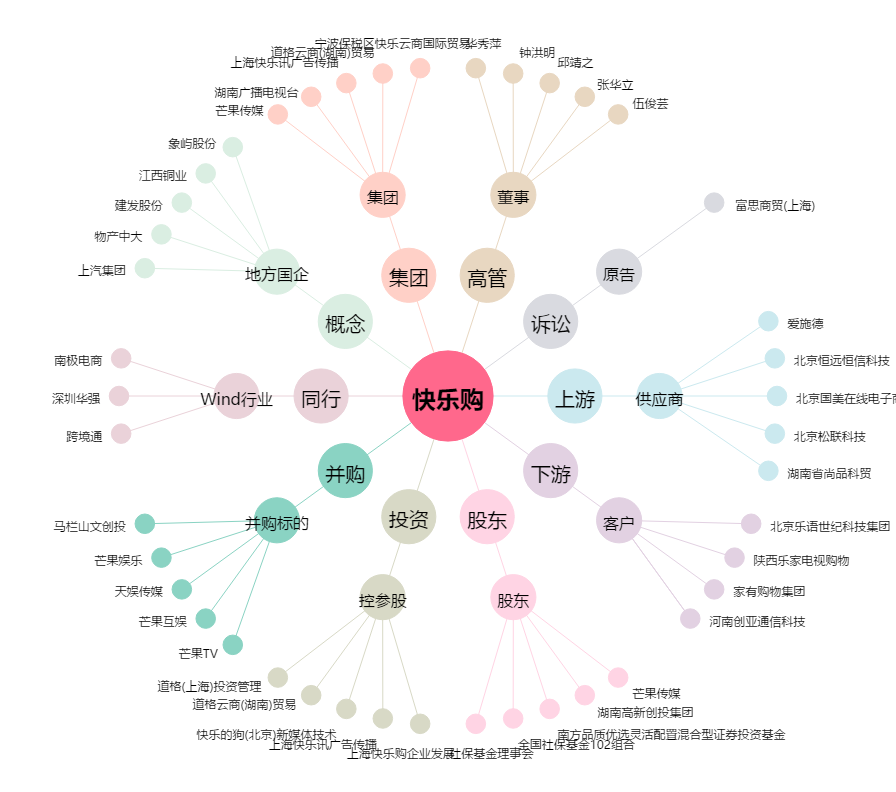 快乐购
集团
集团
宁波保税区快乐云商国际贸易
道格云商(湖南)贸易
上海快乐讯广告传播
湖南广播电视台
芒果传媒
高管
董事
华秀萍
钟洪明
邱靖之
张华立
伍俊芸
诉讼
原告
富思商贸(上海)
上游
供应商
爱施德
北京恒远恒信科技
北京国美在线电子商
北京松联科技
湖南省尚品科贸
下游
客户
北京乐语世纪科技集团
陕西乐家电视购物
家有购物集团
河南创亚通信科技
股东
股东
芒果传媒
湖南高新创投集团
南方品质优选灵活配置混合型证券投资基金
全国社保基金102组合
社保基金理事会
投资
控参股
上海快乐购企业发展
上海快乐讯广告传播
快乐的狗(北京)新媒体技术
道格云商(湖南)贸易
道格(上海)投资管理
并购
并购标的
芒果TV
芒果互娱
天娱传媒
芒果娱乐
马栏山文创投
同行
Wind行业
跨境通
深圳华强
南极电商
概念
地方国企
上汽集团
物产中大
建发股份
江西铜业
象屿股份